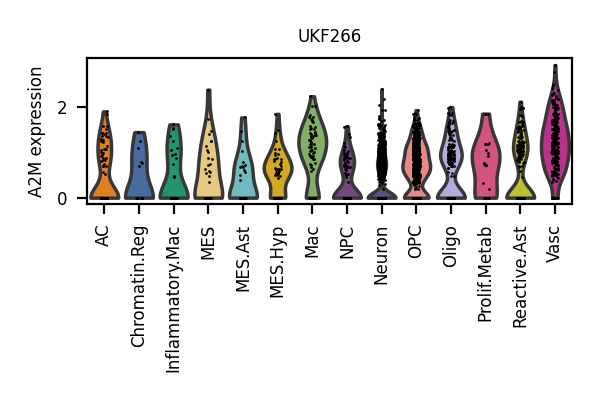 UKF266
A2M expression
2
0
AC
Chromatin.Reg
Inflammatory.Mac
MES
MES.Ast
MES.Hyp
Mac
NPC
Neuron
OPC
Oligo
Prolif.Metab
Reactive.Ast
Vasc